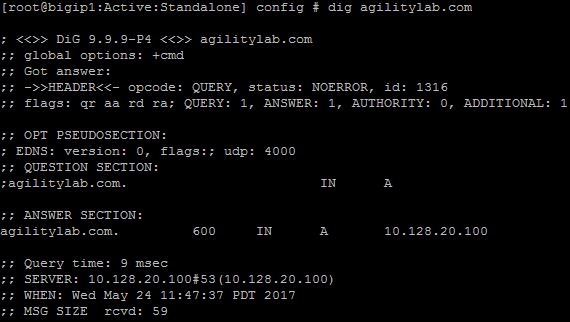 [root@bigip1:Active:Standalone] config # dig agilitylab.com
; <<>> DiG 9.9.9-P4 <<>> agilitylab.com
;; global options: +cmd
;; Got answer:
;; ->>HEADER<<- opcode: QUERY, status: NOERROR, id: 1316
;; flags: qr aa rd ra; QUERY: 1, ANSWER: 1, AUTHORITY: 0, ADDITIONAL: 1
;; OPT PSEUDOSECTION:
; EDNS: version: 0, flags:; udp: 4000
;; QUESTION SECTION:
;agilitylab.com. IN A
;; ANSWER SECTION:
agilitylab.com. 600 IN A 10.128.20.100
;; Query time: 9 msec
;; SERVER: 10.128.20.100#53(10.128.20.100)
;; WHEN: Wed May 24 11:47:37 PDT 2017
;; MSG SIZE rcvd: 59